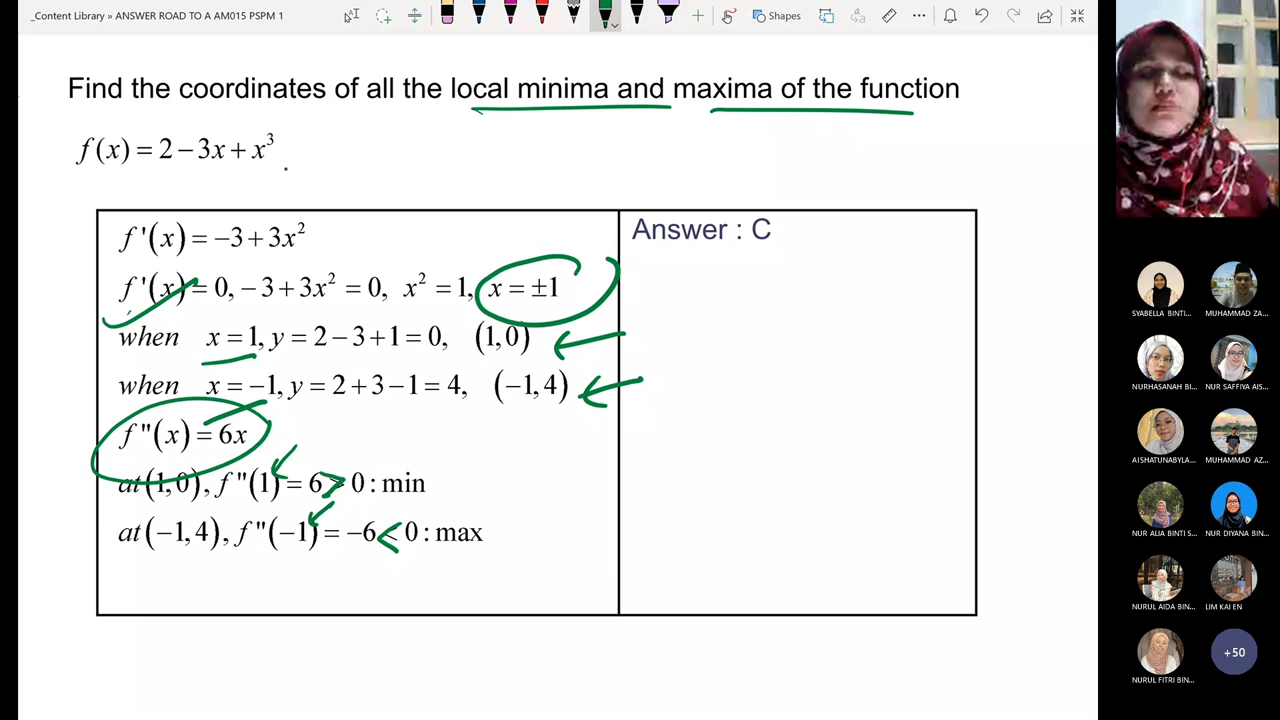 _Content Library » ANSWER ROAD TO A AM015 PSPM 1
Shapes
Find the coordinates of all the local minima and maxima of the function
f(x) = 2 − 3x + x³
f'(x) = −3 + 3x²
f'(x) = 0, −3 + 3x² = 0, x² = 1, x = ±1
when x = 1, y = 2 − 3 + 1 = 0, (1, 0)
when x = −1, y = 2 + 3 − 1 = 4, (−1, 4)
f"(x) = 6x
at (1, 0), f"(1) = 6 > 0 : min
at (−1, 4), f"(−1) = −6 < 0 : max
Answer : C
SYABELLA BINTI...
MUHAMMAD ZA...
NURHASANAH BI...
NUR SAFFIYA AIS...
AISHATUNABYLA...
MUHAMMAD AZ...
NUR ALIA BINTI S...
NUR DIYANA BIN...
NURUL AIDA BIN...
LIM KAI EN
NURUL FITRI BIN...
+50